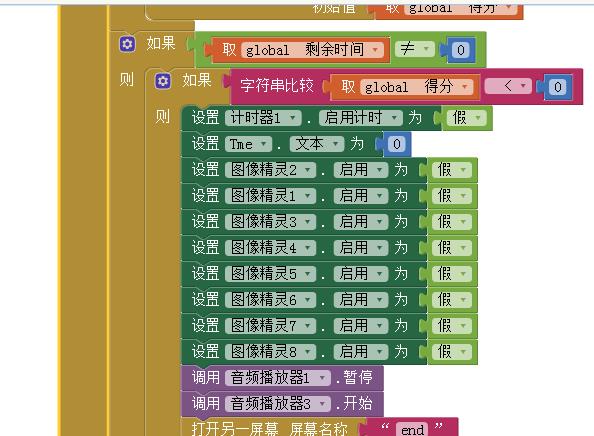 初始值 取 global 得分
如果 取 global 剩余时间 ≠ 0
则 如果 字符串比较 取 global 得分 < 0
则 设置 计时器1 . 启用计时 为 假
设置 Tme . 文本 为 0
设置 图像精灵2 . 启用 为 假
设置 图像精灵1 . 启用 为 假
设置 图像精灵3 . 启用 为 假
设置 图像精灵4 . 启用 为 假
设置 图像精灵5 . 启用 为 假
设置 图像精灵6 . 启用 为 假
设置 图像精灵7 . 启用 为 假
设置 图像精灵8 . 启用 为 假
调用 音频播放器1 .暂停
调用 音频播放器3 .开始
打开另一屏幕 屏幕名称 “ end ”